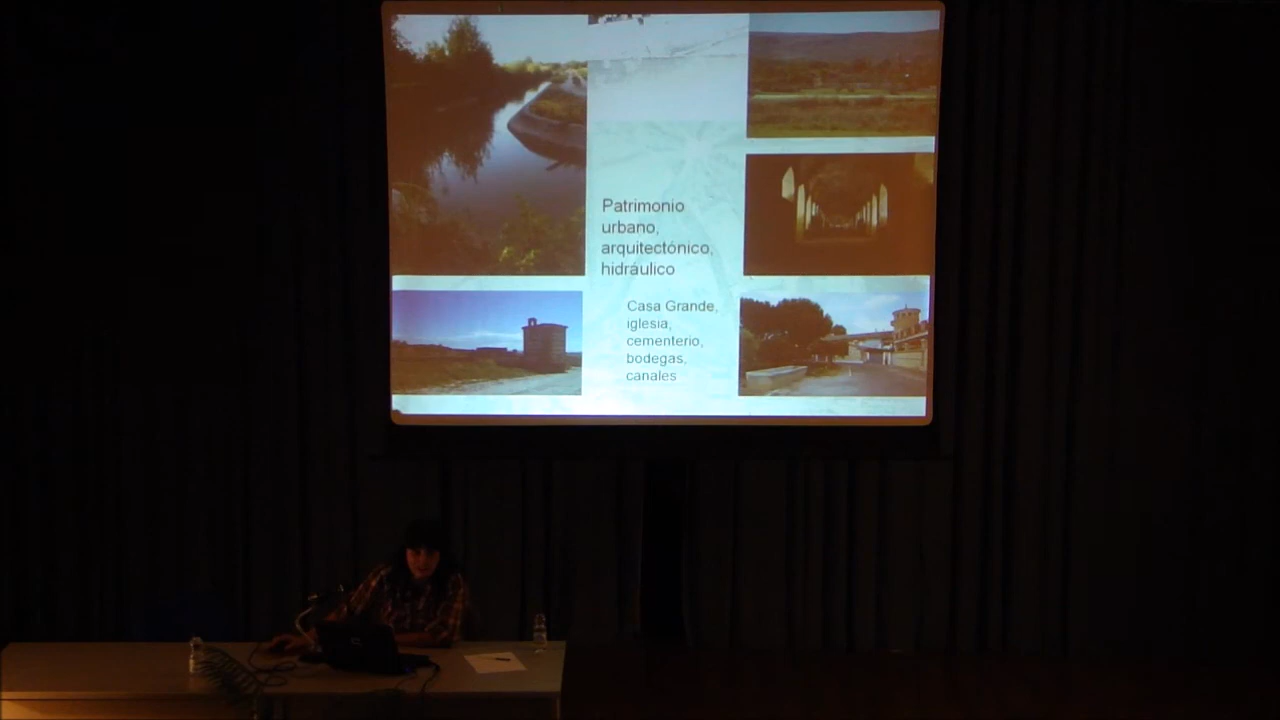 Patrimonio
urbano,
arquitectónico,
hidráulico
Casa Grande,
iglesia,
cementerio,
bodegas,
canales